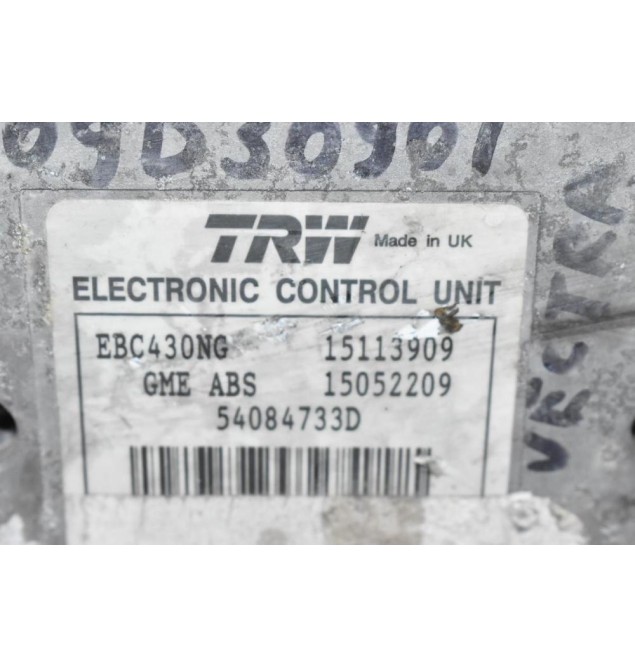 09D30901
TRW Made in UK
ELECTRONIC CONTROL UNIT
EBC430NG 15113909
GME ABS 15052209
54084733D
VECTRA